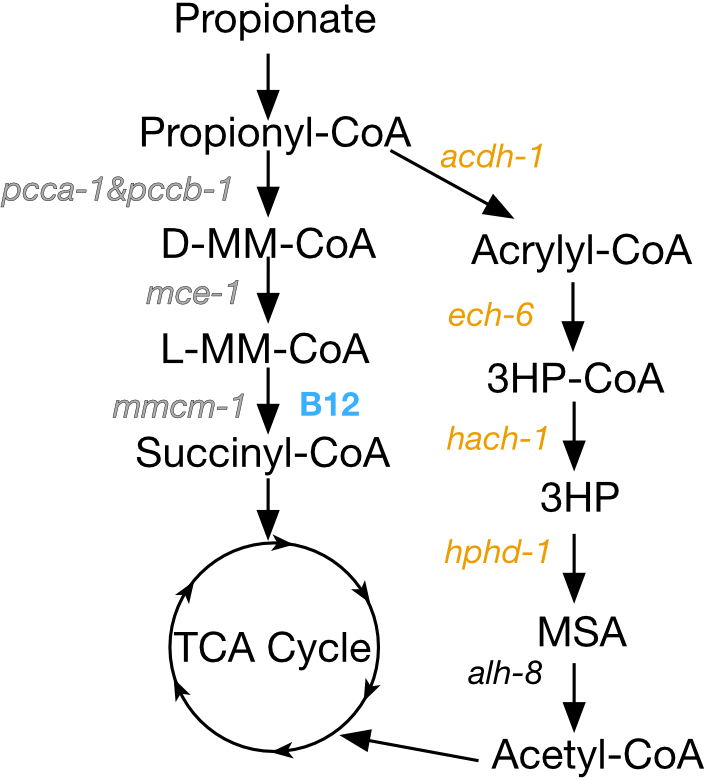 Propionate
Propionyl-CoA
acdh-1
pcca-1&pccb-1
D-MM-CoA
Acrylyl-CoA
mce-1
ech-6
L-MM-CoA
3HP-CoA
mmcm-1
B12
hach-1
Succinyl-CoA
3HP
hphd-1
MSA
TCA Cycle
alh-8
Acetyl-CoA